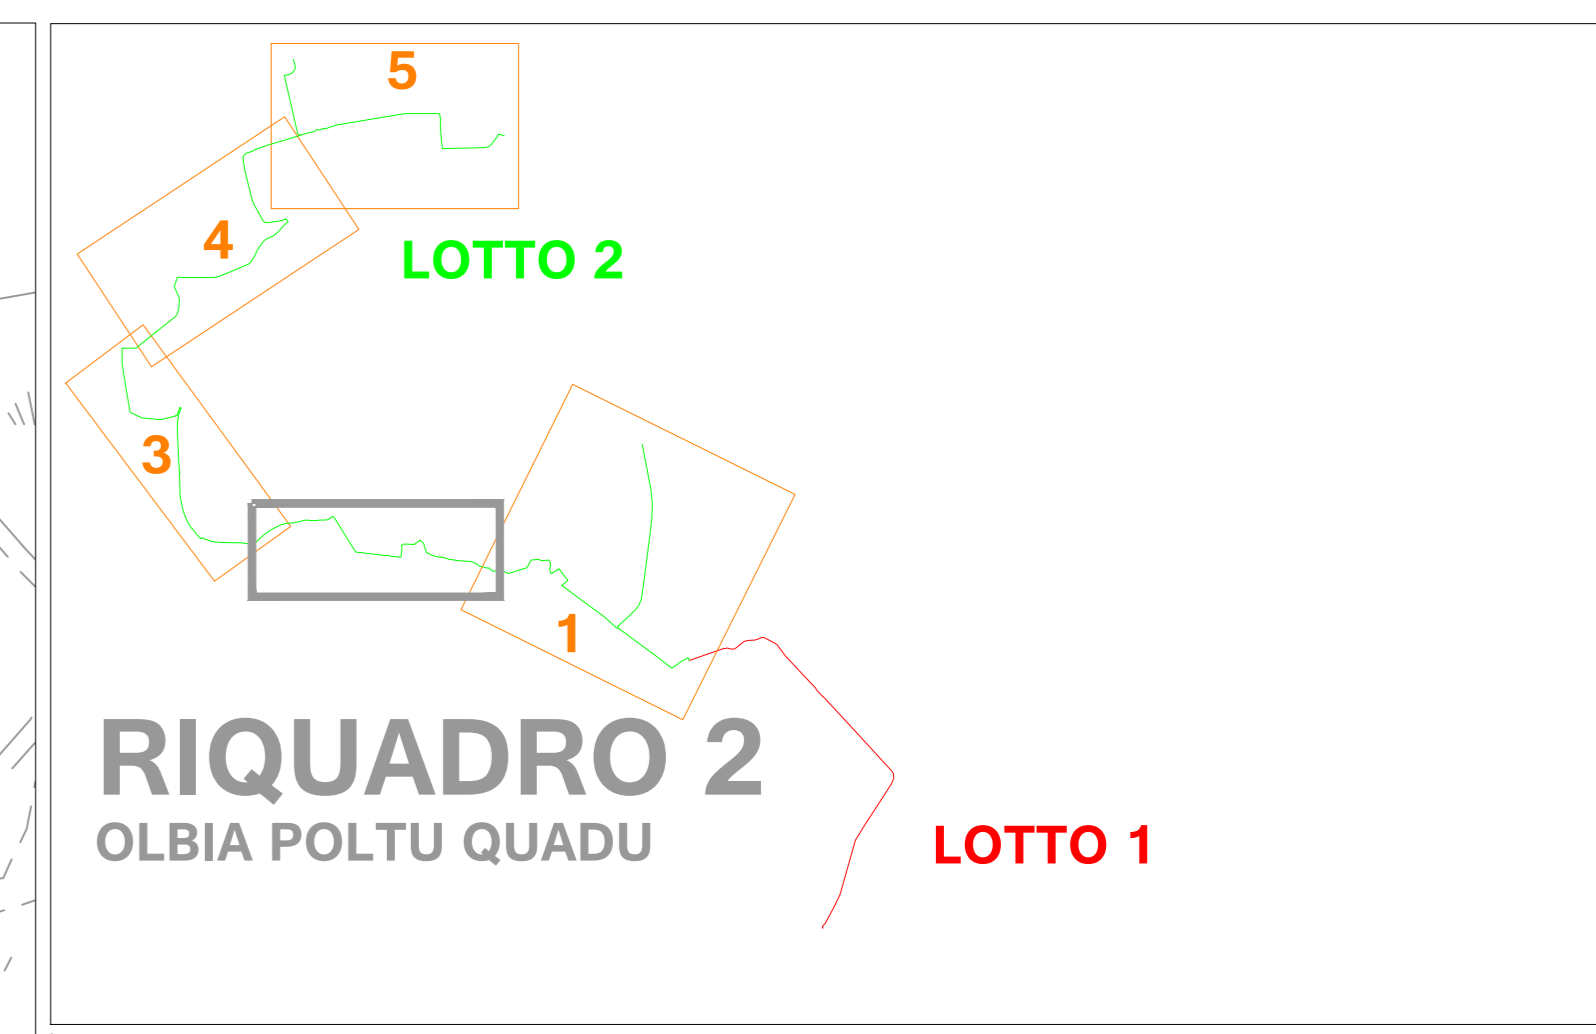 5
4
LOTTO 2
3
1
RIQUADRO 2
OLBIA POLTU QUADU
LOTTO 1